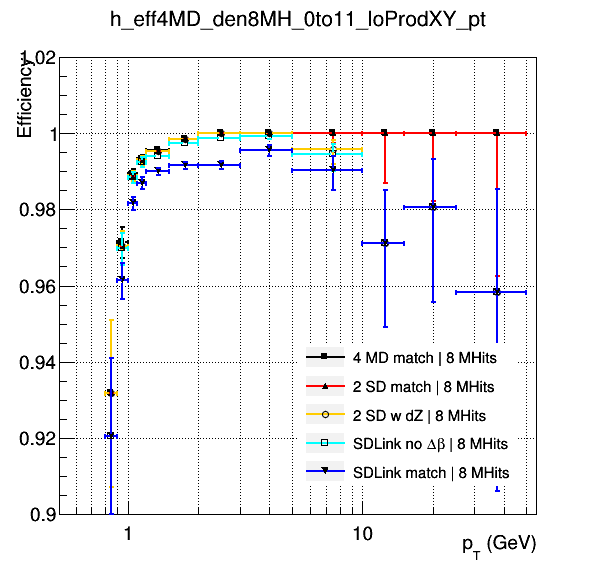 h_eff4MD_den8MH_0to11_loProdXY_pt
Efficiency
1.02
1
0.98
0.96
0.94
0.92
0.9
4 MD match | 8 MHits
2 SD match | 8 MHits
2 SD w dZ | 8 MHits
SDLink no Δβ | 8 MHits
SDLink match | 8 MHits
1
10
p_T (GeV)